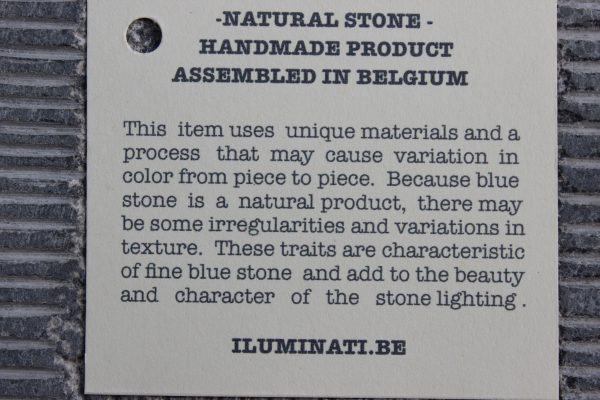 -NATURAL STONE -
HANDMADE PRODUCT
ASSEMBLED IN BELGIUM
This item uses unique materials and a
process that may cause variation in
color from piece to piece. Because blue
stone is a natural product, there may
be some irregularities and variations in
texture. These traits are characteristic
of fine blue stone and add to the beauty
and character of the stone lighting .
ILUMINATI.BE